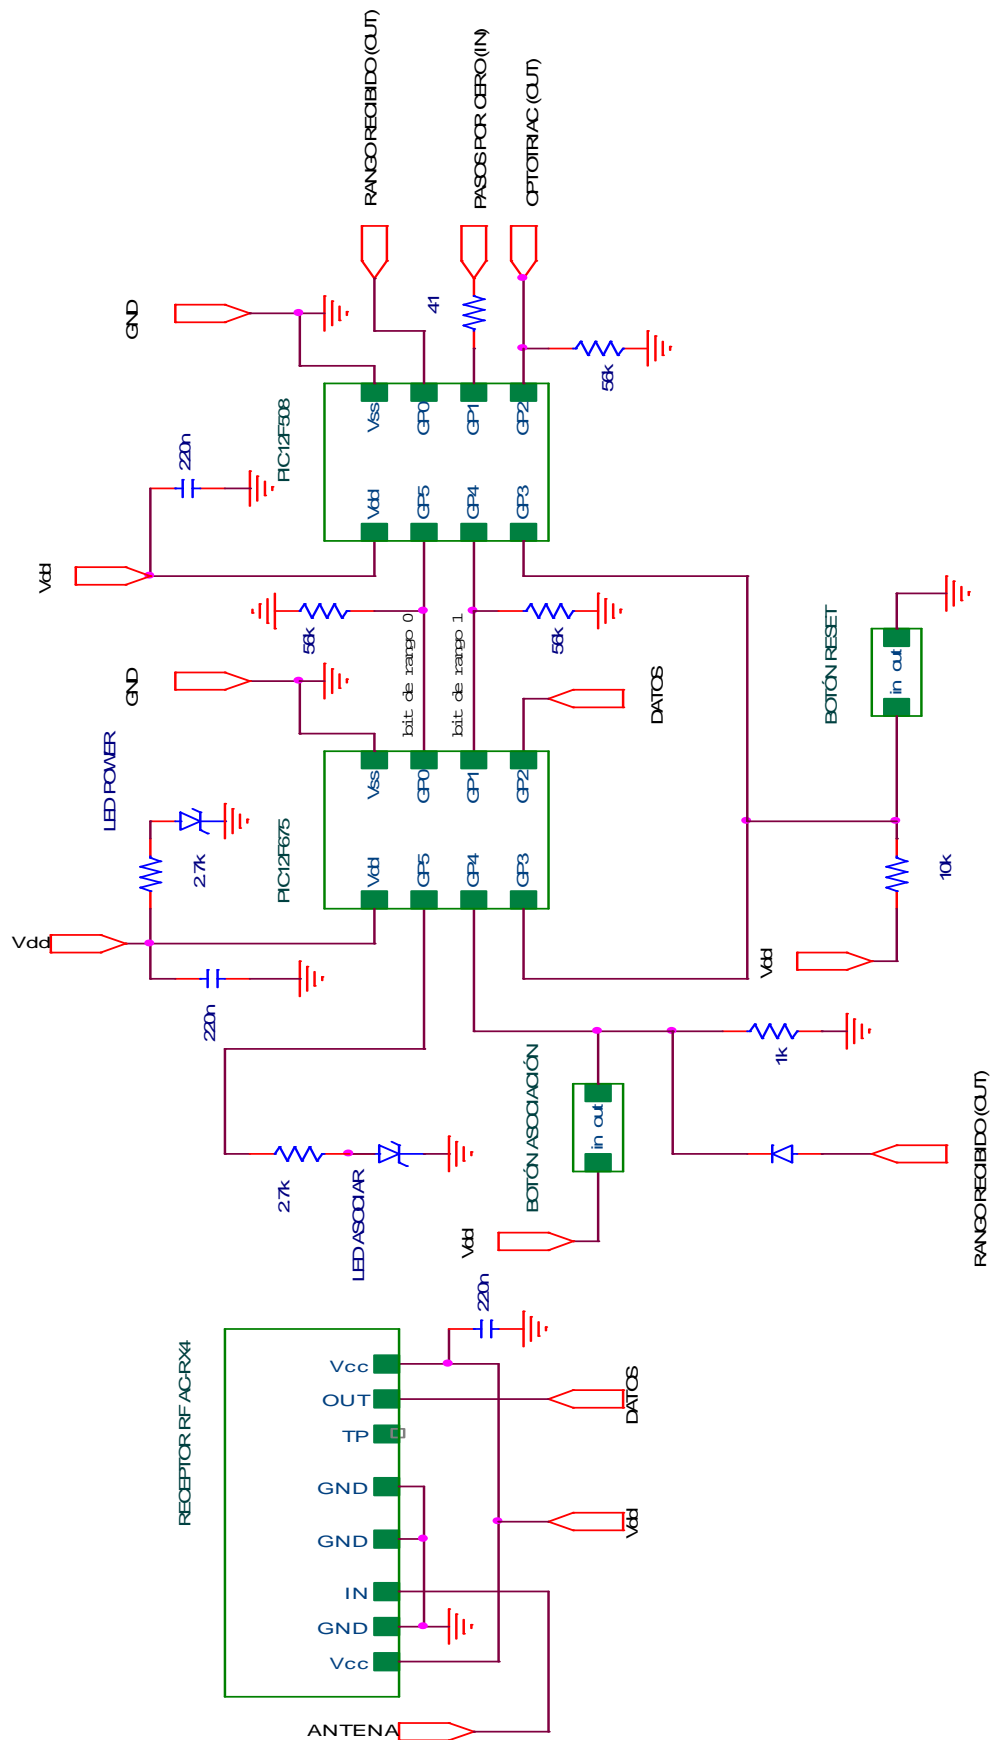 RANGO RECIBIDO (OUT)
PASOS POR CERO (IN)
OPTOTRIAC (OUT)
GND
41
56k
PIC12F508
220n
Vss
GP0
GP1
GP2
Vdd
GP5
GP4
GP3
Vdd
56k
bit de rango 0
bit de rango 1
56k
GND
DATOS
BOTÓN RESET
in out
LED POWER
2.7k
PIC12F675
Vss
GP0
GP1
GP2
Vdd
GP5
GP4
GP3
Vdd
220n
10k
Vdd
BOTÓN ASOCIACIÓN
in out
1k
2.7k
LED ASOCIAR
Vdd
RANGO RECIBIDO (OUT)
220n
RECEPTOR RF AC-RX4
Vcc
OUT
TP
GND
GND
IN
GND
Vcc
DATOS
Vdd
ANTENA